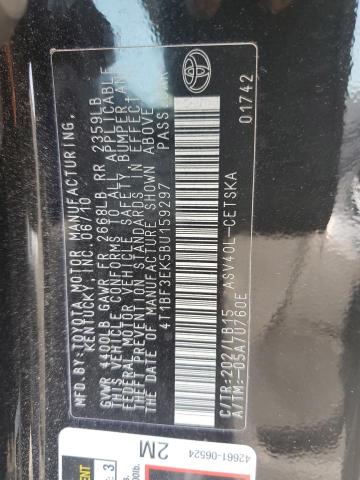 MFD.BY:TOYOTA MOTOR MANUFACTURING,
KENTUCKY, INC. 06/10
GVWR 4400LB GAWR FR 2668LB RR 2359LB
THIS VEHICLE CONFORMS TO ALL APPLICABLE
FEDERAL MOTOR VEHICLE SAFETY, BUMPER, AND
THEFT PREVENTION STANDARDS IN EFFECT ON
THE DATE OF MANUFACTURE SHOWN ABOVE.
4T1BF3EK5BU159297 PASS
C/TR:202/LB15 ASV40L-CETSKA
A/TM:-05A/U760E
01742
TOYOTA
42661-06524
2M
3